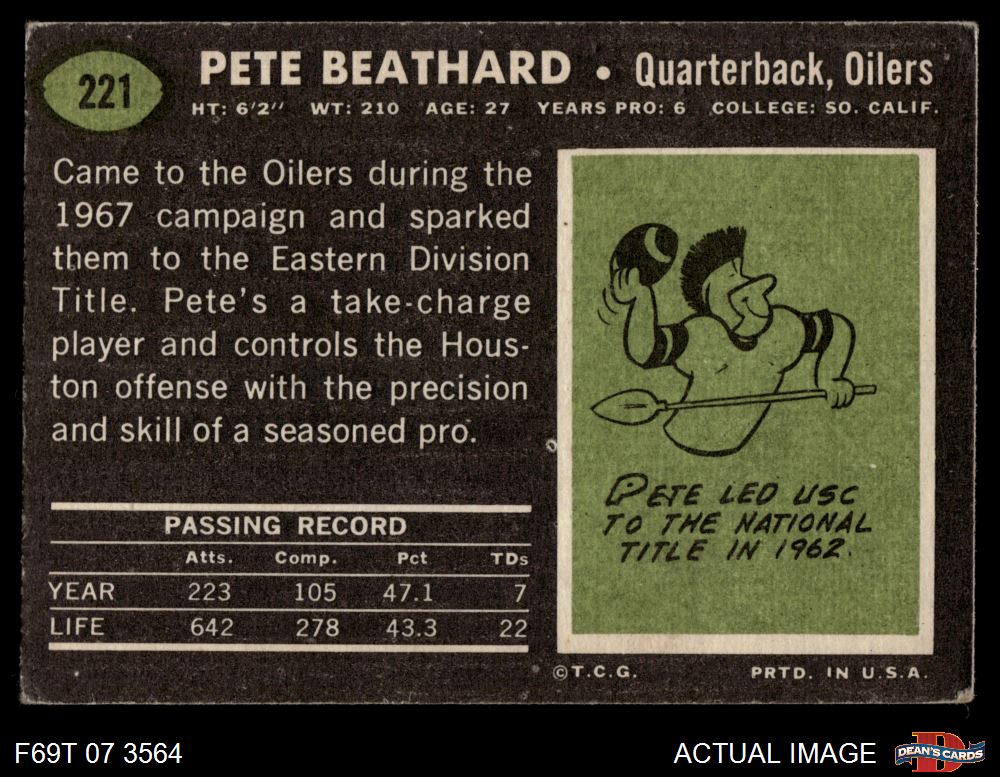 221
PETE BEATHARD • Quarterback, Oilers
HT: 6'2" WT: 210 AGE: 27 YEARS PRO: 6 COLLEGE: SO. CALIF.
Came to the Oilers during the
1967 campaign and sparked
them to the Eastern Division
Title. Pete's a take-charge
player and controls the Hous-
ton offense with the precision
and skill of a seasoned pro.
PASSING RECORD
Atts. Comp. Pct TDs
YEAR 223 105 47.1 7
LIFE 642 278 43.3 22
PETE LED USC
TO THE NATIONAL
TITLE IN 1962.
©T.C.G. PRTD. IN U.S.A.
F69T 07 3564
ACTUAL IMAGE
D
DEAN'S CARDS